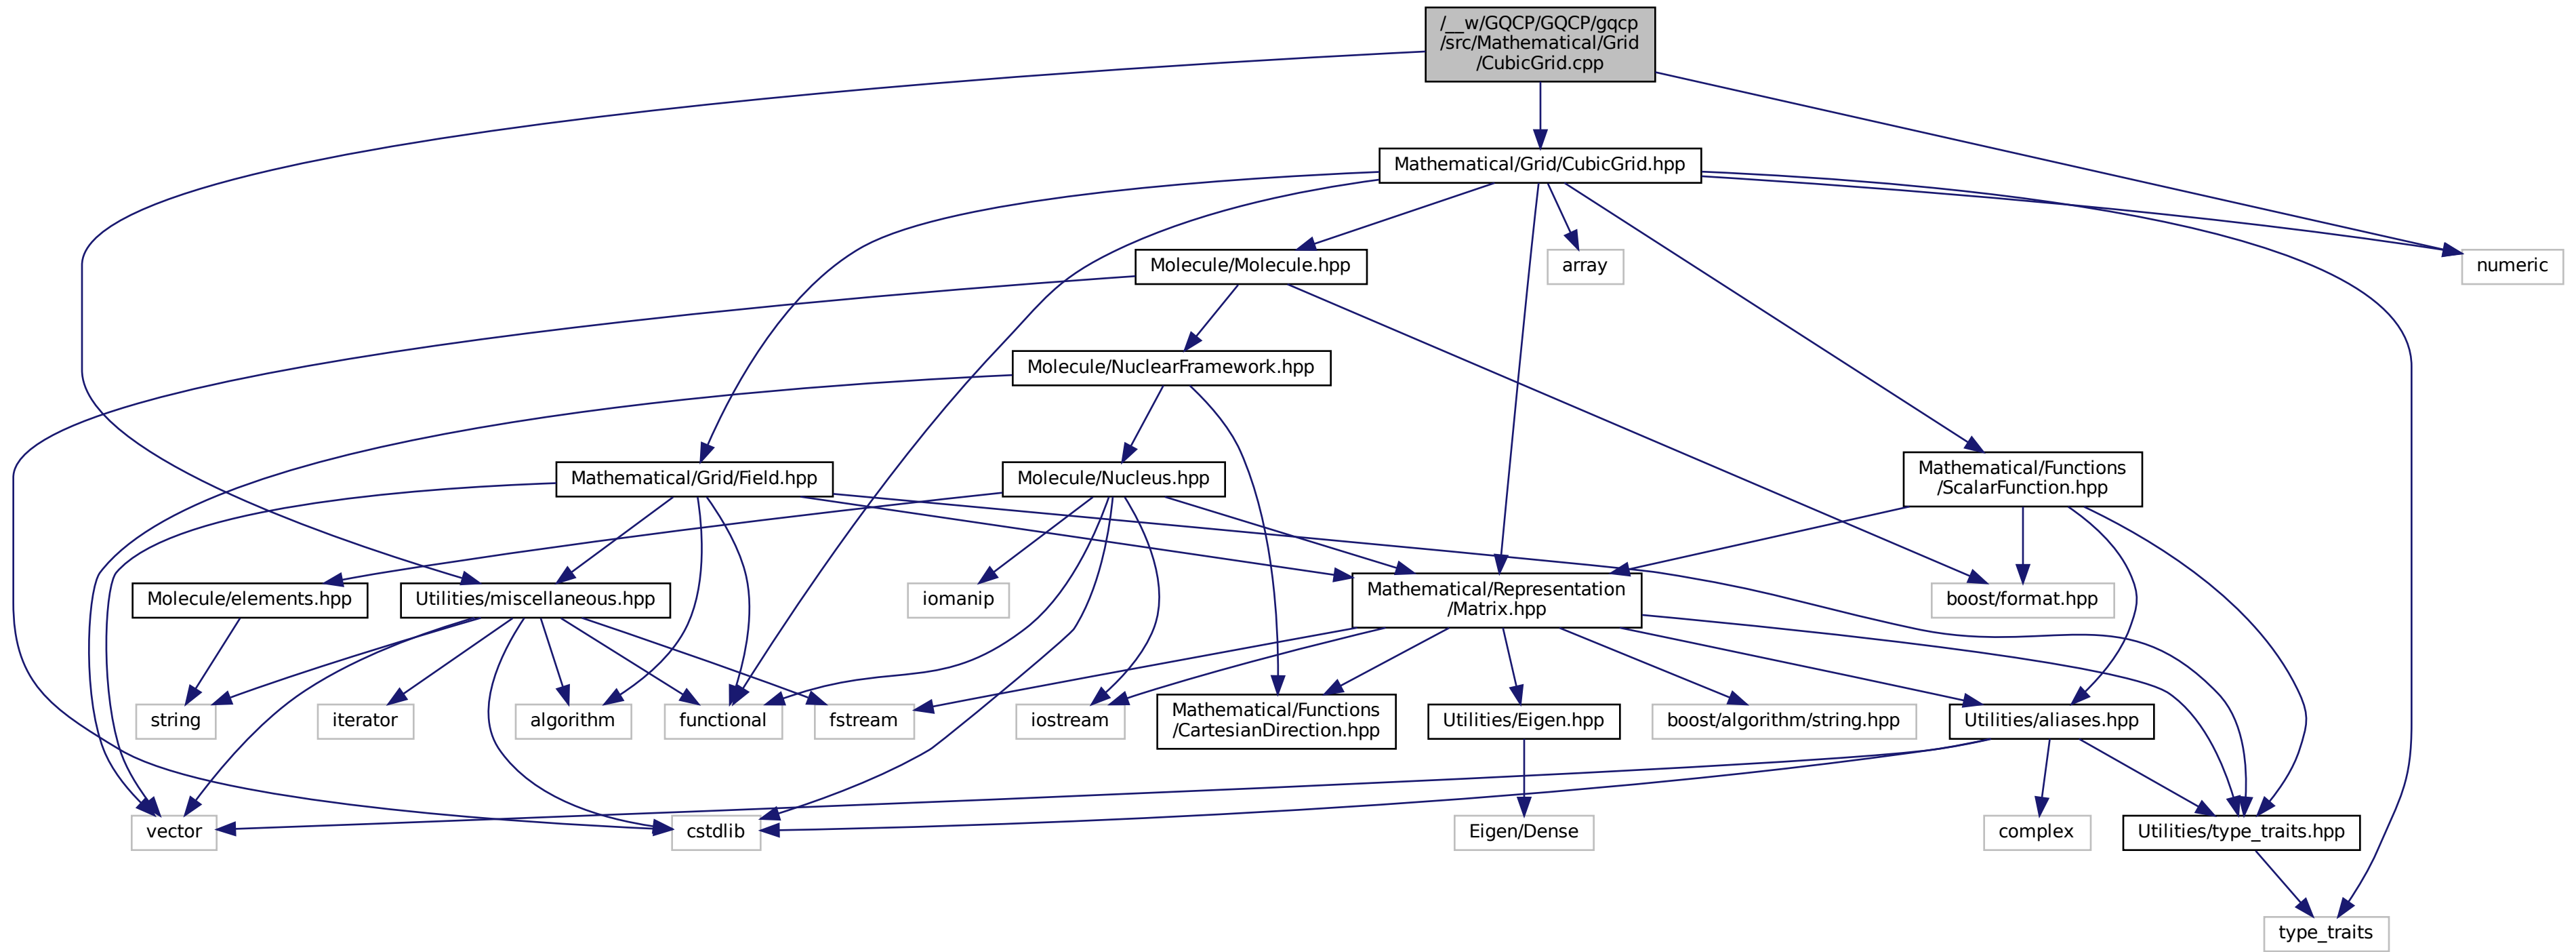 /__w/GQCP/GQCP/gqcp
/src/Mathematical/Grid
/CubicGrid.cpp
Mathematical/Grid/CubicGrid.hpp
Molecule/Molecule.hpp
array
numeric
Molecule/NuclearFramework.hpp
Mathematical/Grid/Field.hpp
Molecule/Nucleus.hpp
Mathematical/Functions
/ScalarFunction.hpp
Molecule/elements.hpp
Utilities/miscellaneous.hpp
iomanip
Mathematical/Representation
/Matrix.hpp
boost/format.hpp
string
iterator
algorithm
functional
fstream
iostream
Mathematical/Functions
/CartesianDirection.hpp
Utilities/Eigen.hpp
boost/algorithm/string.hpp
Utilities/aliases.hpp
vector
cstdlib
Eigen/Dense
complex
Utilities/type_traits.hpp
type_traits